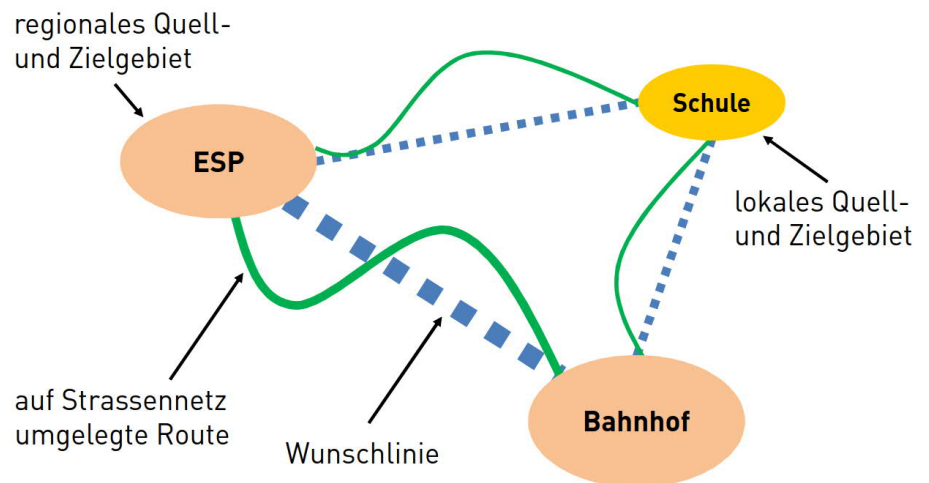 regionales Quell-
und Zielgebiet
ESP
Schule
lokales Quell-
und Zielgebiet
auf Strassennetz
umgelegte Route
Wunschlinie
Bahnhof